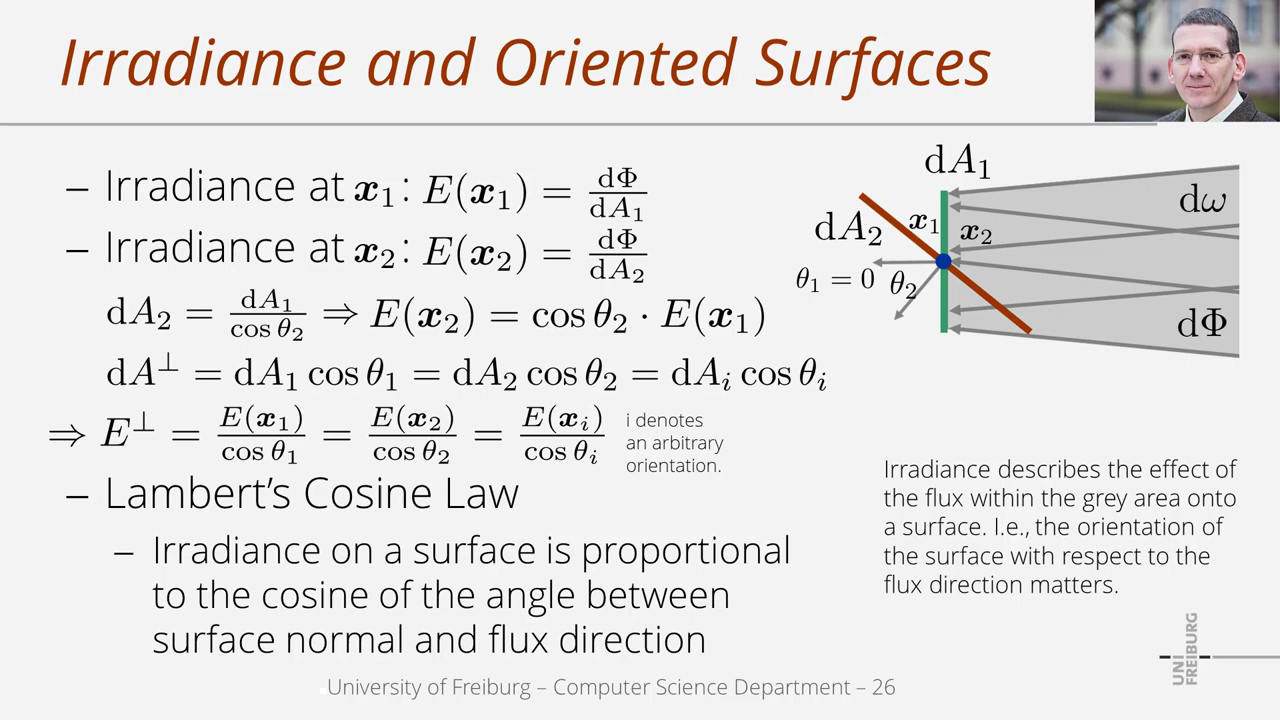 Irradiance and Oriented Surfaces
– Irradiance at x₁: E(x₁) = dΦ/dA₁
– Irradiance at x₂: E(x₂) = dΦ/dA₂
dA₂ = dA₁/cos θ₂ ⇒ E(x₂) = cos θ₂ · E(x₁)
dA⊥ = dA₁ cos θ₁ = dA₂ cos θ₂ = dAᵢ cos θᵢ
⇒ E⊥ = E(x₁)/cos θ₁ = E(x₂)/cos θ₂ = E(xᵢ)/cos θᵢ
i denotes
an arbitrary
orientation.
– Lambert's Cosine Law
– Irradiance on a surface is proportional
to the cosine of the angle between
surface normal and flux direction
dA₁
dω
dA₂
x₁
x₂
θ₁ = 0
θ₂
dΦ
Irradiance describes the effect of
the flux within the grey area onto
a surface. I.e., the orientation of
the surface with respect to the
flux direction matters.
University of Freiburg – Computer Science Department – 26
UNI
FREIBURG